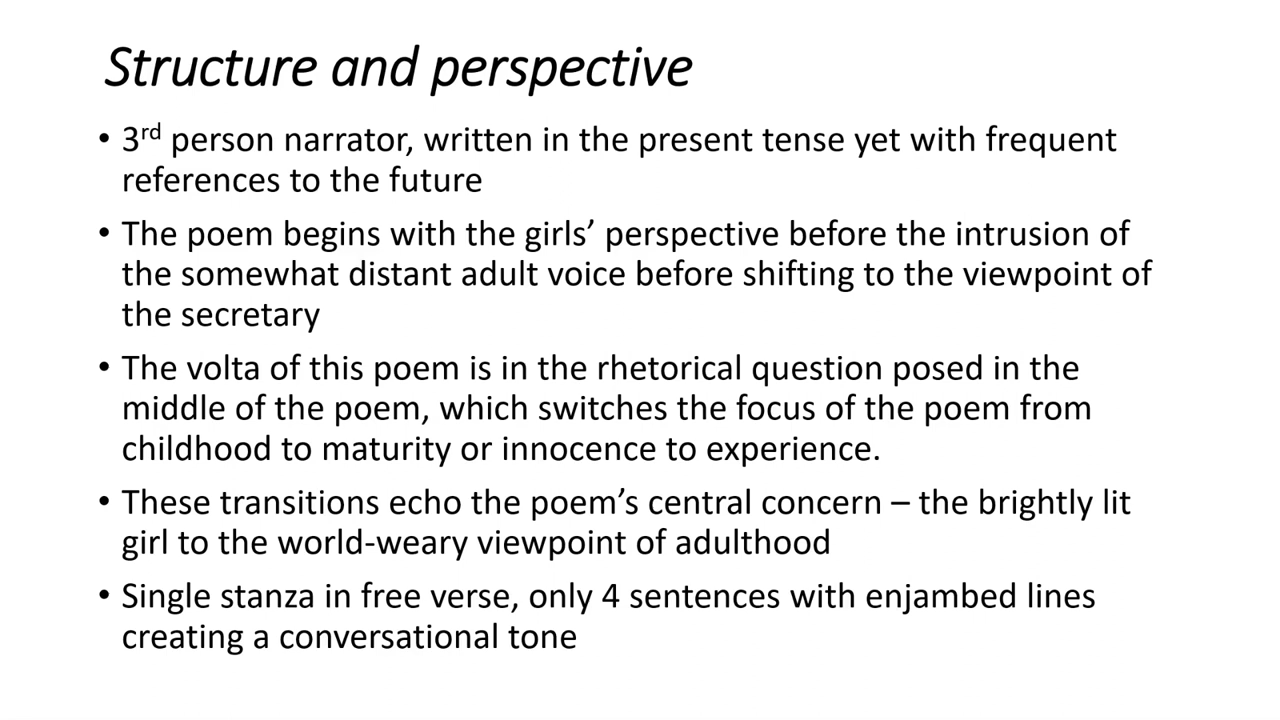 Structure and perspective
• 3rd person narrator, written in the present tense yet with frequent
references to the future
• The poem begins with the girls’ perspective before the intrusion of
the somewhat distant adult voice before shifting to the viewpoint of
the secretary
• The volta of this poem is in the rhetorical question posed in the
middle of the poem, which switches the focus of the poem from
childhood to maturity or innocence to experience.
• These transitions echo the poem’s central concern – the brightly lit
girl to the world-weary viewpoint of adulthood
• Single stanza in free verse, only 4 sentences with enjambed lines
creating a conversational tone